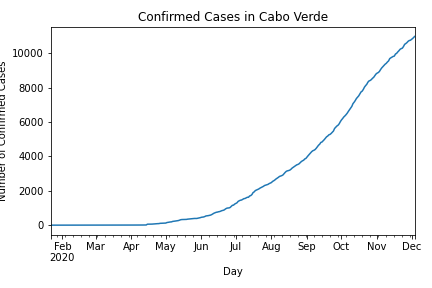 Confirmed Cases in Cabo Verde
Number of Confirmed Cases
10000
8000
6000
4000
2000
0
Feb Mar Apr May Jun Jul Aug Sep Oct Nov Dec
2020
Day